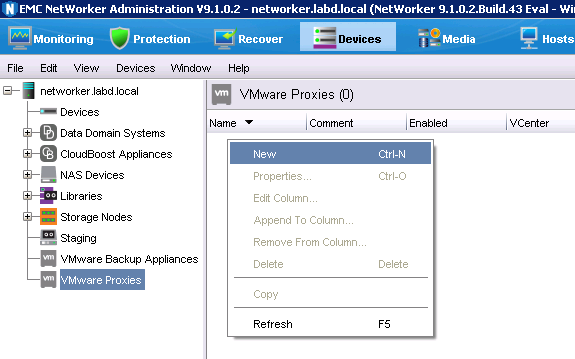 EMC NetWorker Administration V9.1.0.2 - networker.labd.local (NetWorker 9.1.0.2.Build.43 Eval - Wi
Monitoring Protection Recover Devices Media Hosts
File Edit View Devices Window Help
networker.labd.local
Devices
Data Domain Systems
CloudBoost Appliances
NAS Devices
Libraries
Storage Nodes
Staging
VMware Backup Appliances
VMware Proxies
VMware Proxies (0)
Name Comment Enabled VCenter
New Ctrl-N
Properties... Ctrl-O
Edit Column...
Append To Column...
Remove From Column...
Delete Delete
Copy
Refresh F5